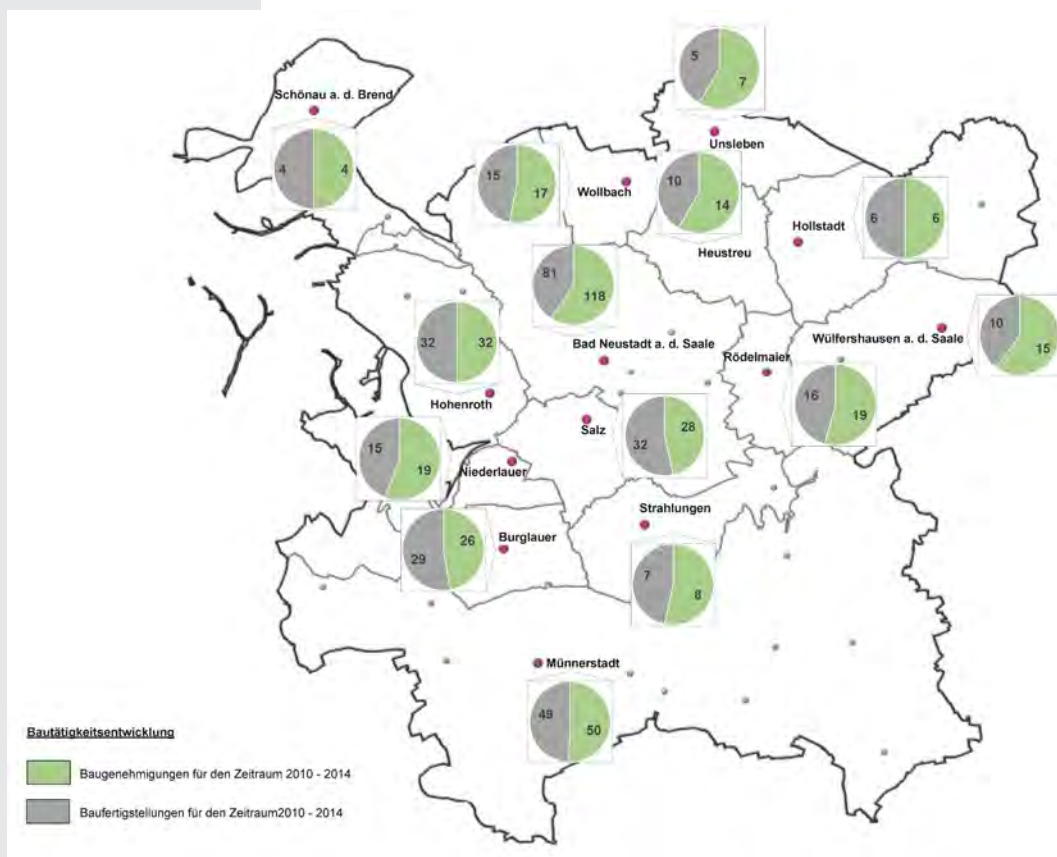 5
7
Schönau a. d. Brend
Unsleben
4
4
15
17
Wollbach
10
14
Hollstadt
6
6
Heustreu
81
118
10
15
Wülfershausen a. d. Saale
32
32
Bad Neustadt a. d. Saale
Rödelmaier
16
19
Hohenroth
Salz
32
28
15
19
Niederlauer
Strahlungen
29
26
Burglauer
7
8
Münnerstadt
49
50
Bautätigkeitsentwicklung
Baugenehmigungen für den Zeitraum 2010 - 2014
Baufertigstellungen für den Zeitraum2010 - 2014